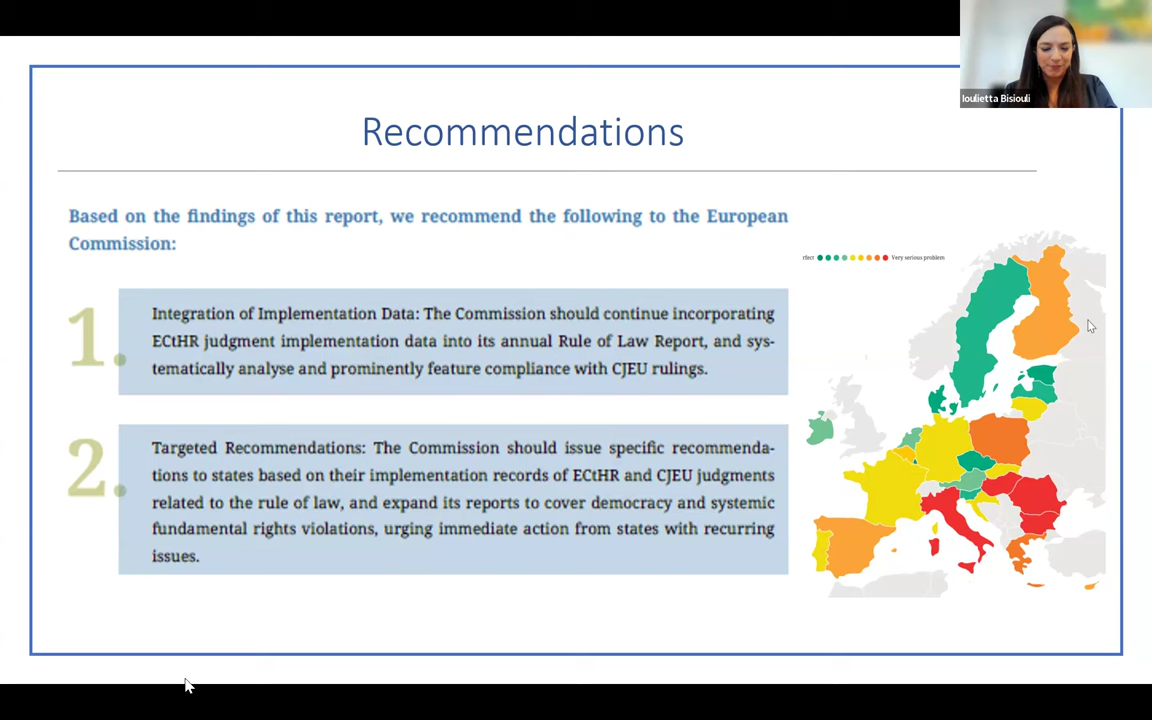 Ioulietta Bisiouli
Recommendations
Based on the findings of this report, we recommend the following to the European
Commission:
rfect
Very serious problem
1.
Integration of Implementation Data: The Commission should continue incorporating
ECtHR judgment implementation data into its annual Rule of Law Report, and sys-
tematically analyse and prominently feature compliance with CJEU rulings.
2.
Targeted Recommendations: The Commission should issue specific recommenda-
tions to states based on their implementation records of ECtHR and CJEU judgments
related to the rule of law, and expand its reports to cover democracy and systemic
fundamental rights violations, urging immediate action from states with recurring
issues.